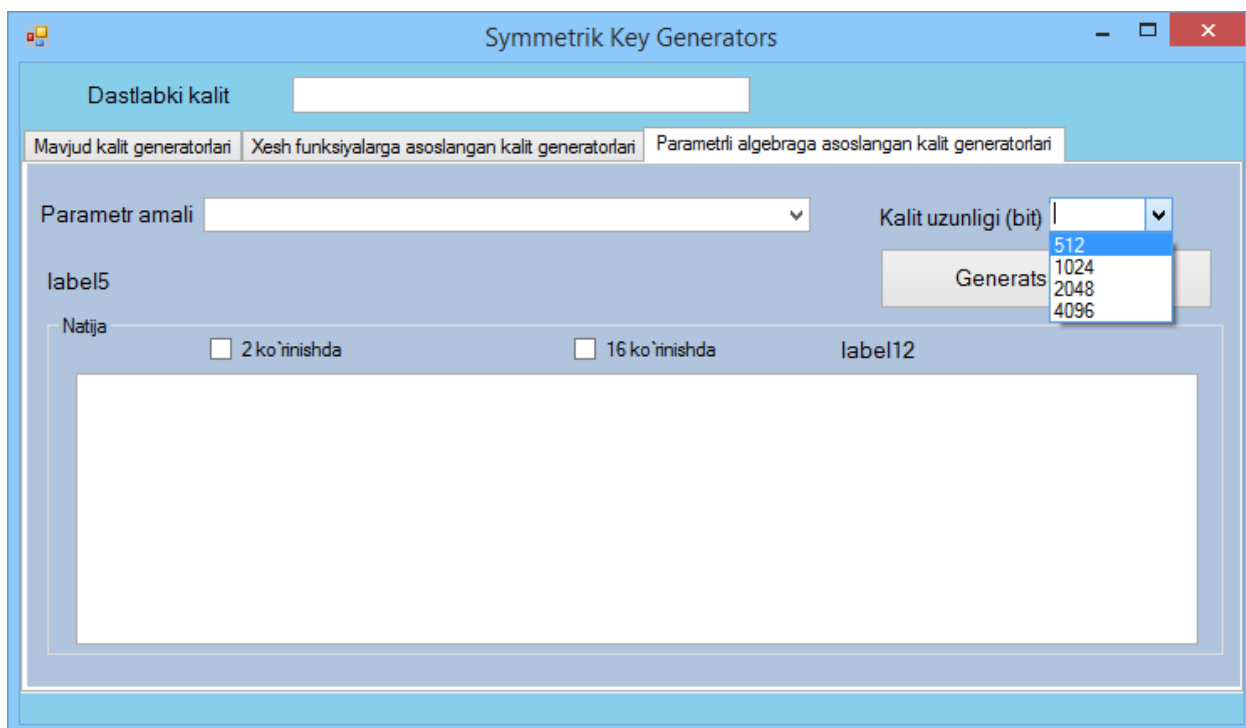 Symmetrik Key Generators
Dastlabki kalit
Mavjud kalit generatorlari Xesh funksiyalarga asoslangan kalit generatorlari Parametrli algebraga asoslangan kalit generatorlari
Parametr amali Kalit uzunligi (bit)
512
1024
2048
4096
label5 Generats
Natija
2 ko`rinishda 16 ko`rinishda label12